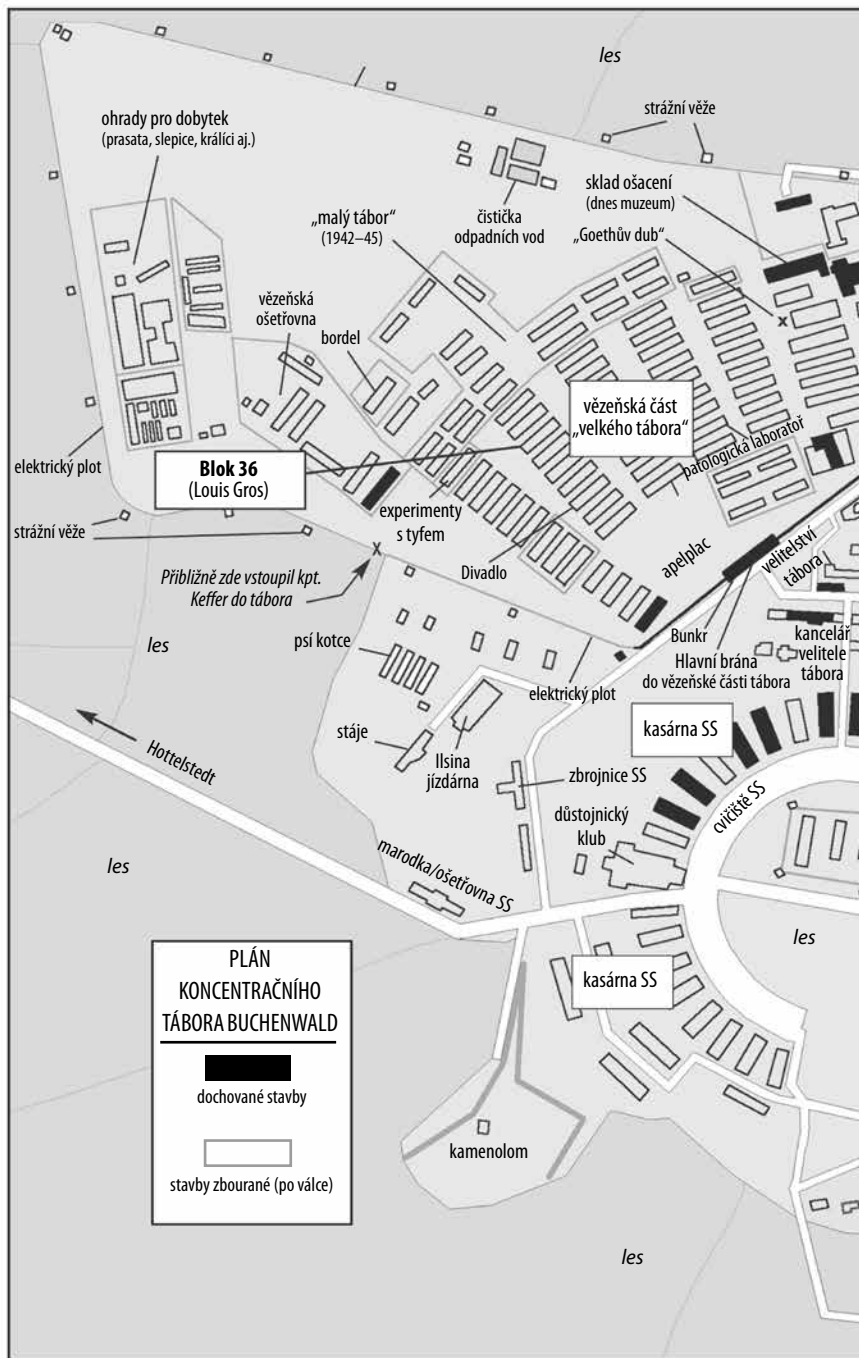 les
strážní věže
ohrady pro dobytek
(prasata, slepice, králíci aj.)
sklad ošacení
(dnes muzeum)
„malý tábor“
(1942–45)
čistička
odpadních vod
„Goethův dub“
vězeňská
ošetřovna
bordel
vězeňská část
„velkého tábora“
patologická laboratoř
elektrický plot
Blok 36
(Louis Gros)
experimenty
s tyfem
strážní věže
Divadlo
apelplac
velitelství
tábora
Přibližně zde vstoupil kpt.
Keffer do tábora
les
psí kotce
Bunkr
Hlavní brána
do vězeňské části tábora
kancelář
velitele
tábora
elektrický plot
stáje
Ilsina
jízdárna
kasárna SS
Hottelstedt
zbrojnice SS
cvičiště SS
důstojnický
klub
les
marodka/ošetřovna SS
les
kasárna SS
PLÁN
KONCENTRAČNÍHO
TÁBORA BUCHENWALD
dochované stavby
stavby zbourané (po válce)
kamenolom
les